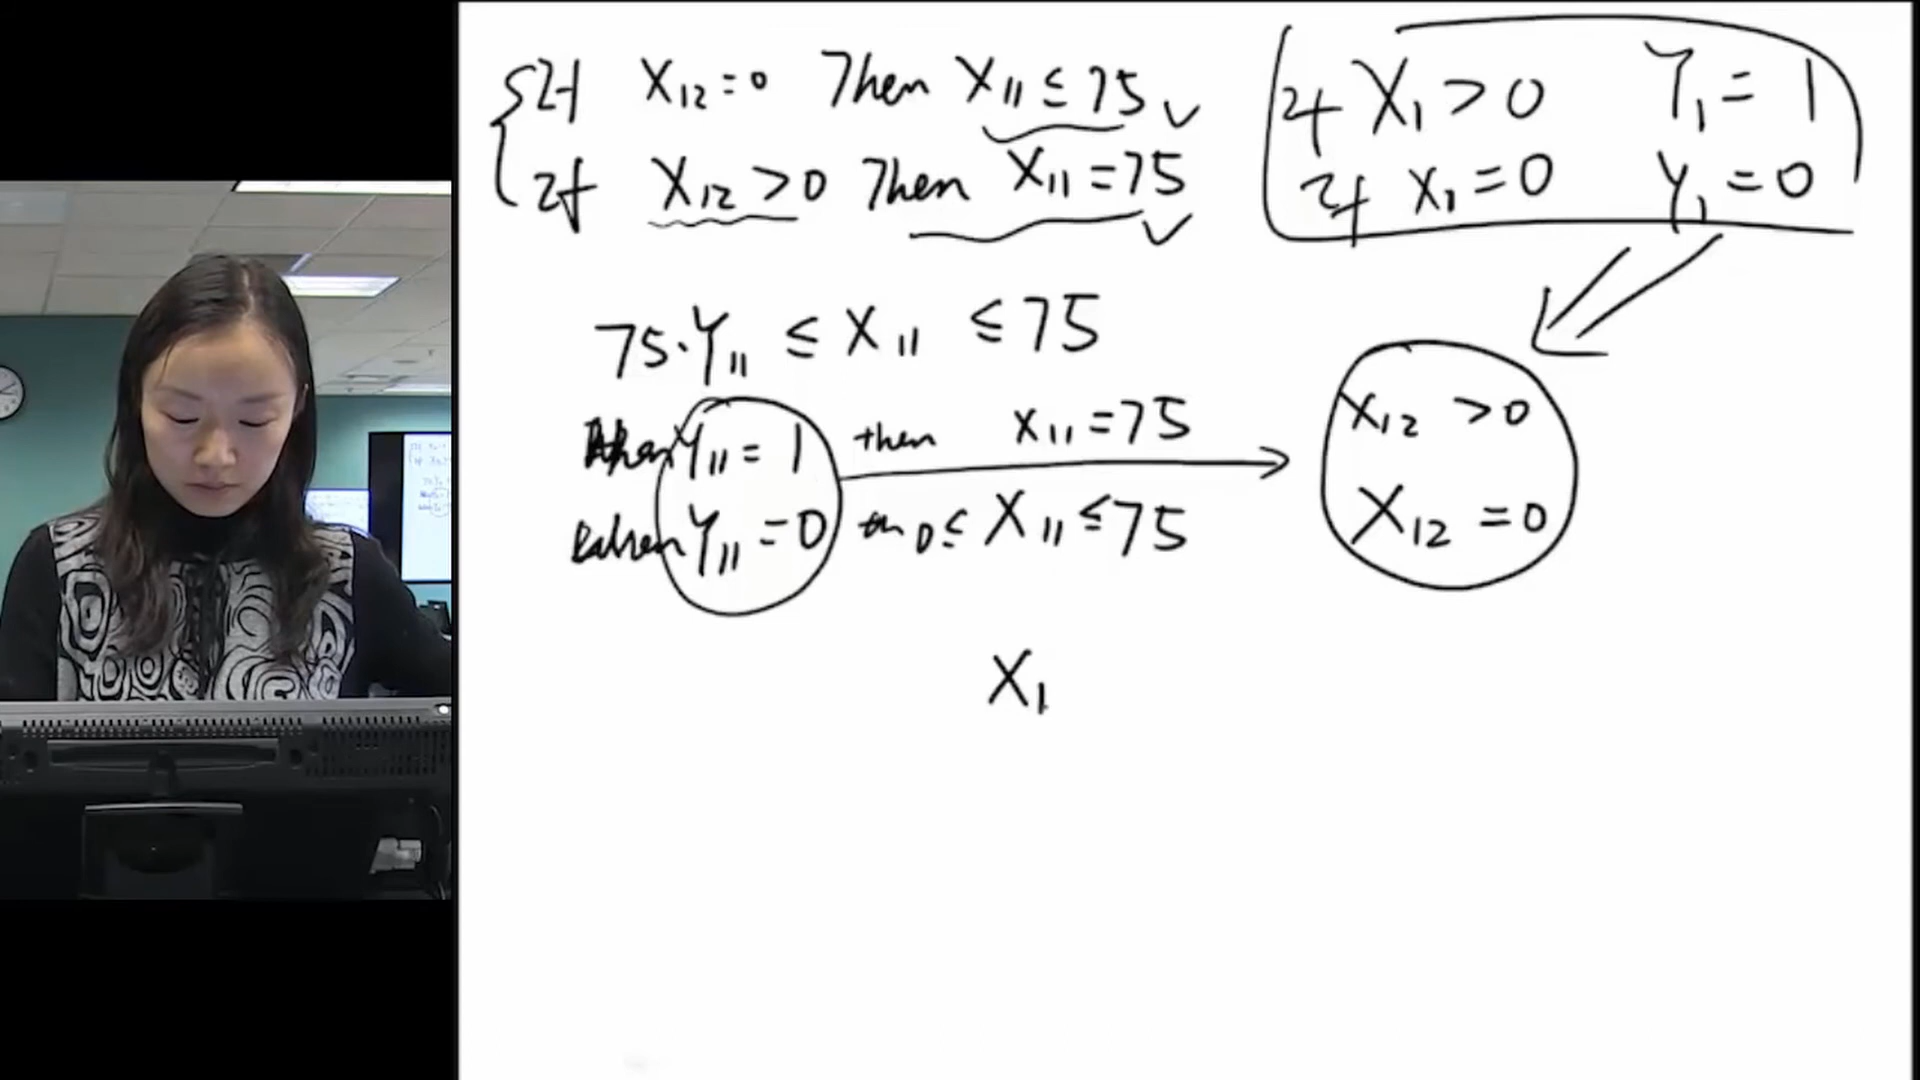 If X12 = 0 Then X11 ≤ 75 ✓
If X12 > 0 Then X11 = 75 ✓
If X1 > 0 Y1 = 1
If X1 = 0 Y1 = 0
75·Y11 ≤ X11 ≤ 75
when Y11 = 1 then X11 = 75
when Y11 = 0 0 ≤ X11 ≤ 75
X12 > 0
X12 = 0
X1